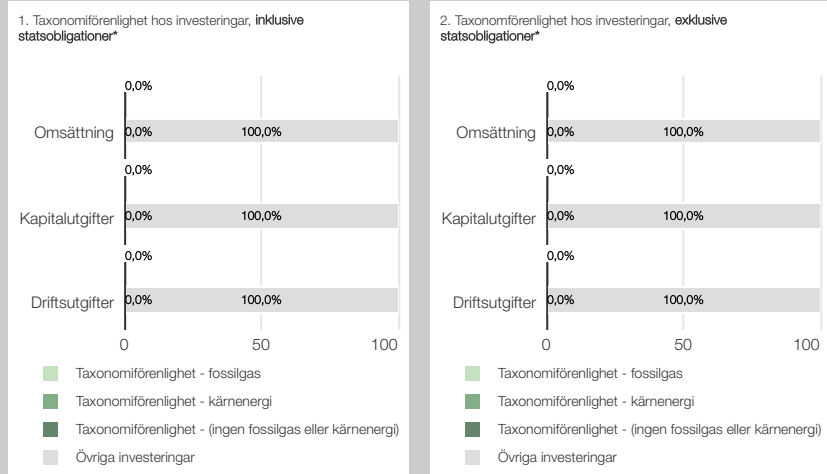 1. Taxonomiförenlighet hos investeringar, inklusive
statsobligationer*
0,0%
Omsättning 0,0% 100,0%
0,0%
Kapitalutgifter 0,0% 100,0%
0,0%
Driftsutgifter 0,0% 100,0%
0 50 100
Taxonomiförenlighet - fossilgas
Taxonomiförenlighet - kärnenergi
Taxonomiförenlighet - (ingen fossilgas eller kärnenergi)
Övriga investeringar
2. Taxonomförenlighet hos investeringar, exklusive
statsobligationer*
0,0%
Omsättning 0,0% 100,0%
0,0%
Kapitalutgifter 0,0% 100,0%
0,0%
Driftsutgifter 0,0% 100,0%
0 50 100
Taxonomiförenlighet - fossilgas
Taxonomiförenlighet - kärnenergi
Taxonomiförenlighet - (ingen fossilgas eller kärnenergi)
Övriga investeringar